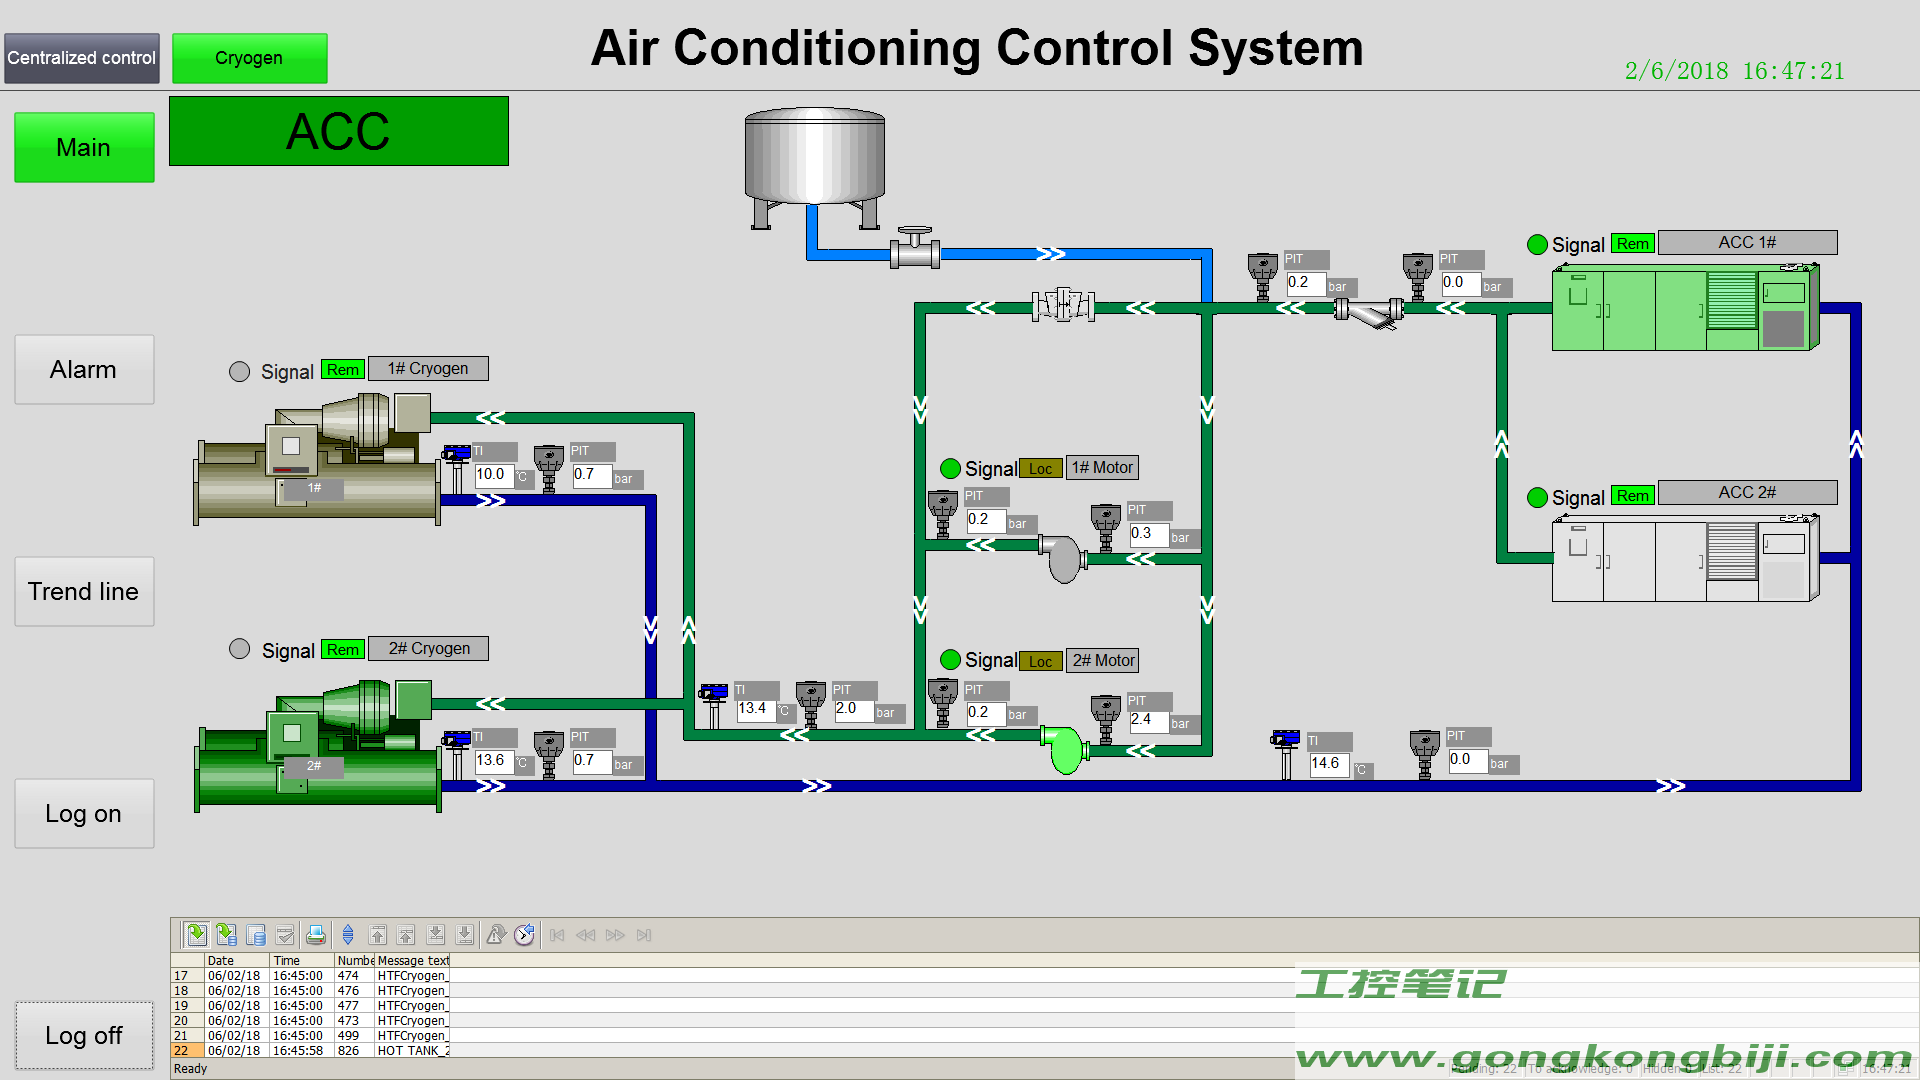 Air Conditioning Control System
Centralized control
Cryogen
2/6/2018 16:47:21
Main
ACC
Signal Rem ACC 1#
PIT
0.2 bar
PIT
0.0 bar
Alarm
Signal Rem 1# Cryogen
TI
10.0 °C
PIT
0.7 bar
1#
Signal Loc 1# Motor
PIT
0.2 bar
PIT
0.3 bar
Signal Rem ACC 2#
Trend line
Signal Rem 2# Cryogen
Signal Loc 2# Motor
TI
13.4 °C
PIT
2.0 bar
PIT
0.2 bar
PIT
2.4 bar
TI
13.6 °C
PIT
0.7 bar
2#
TI
14.6 °C
PIT
0.0 bar
Log on
Log off
Date Time Numbe Message text
17 06/02/18 16:45:00 474 HTFCryogen_
18 06/02/18 16:45:00 476 HTFCryogen_
19 06/02/18 16:45:00 477 HTFCryogen_
20 06/02/18 16:45:00 473 HTFCryogen_
21 06/02/18 16:45:00 499 HTFCryogen_
22 06/02/18 16:45:58 826 HOT TANK_2
Ready
Pending: 22 To acknowledge: 0 Hidden: 0 List: 22 16:47:21
工控笔记
www.gongkongbiji.com